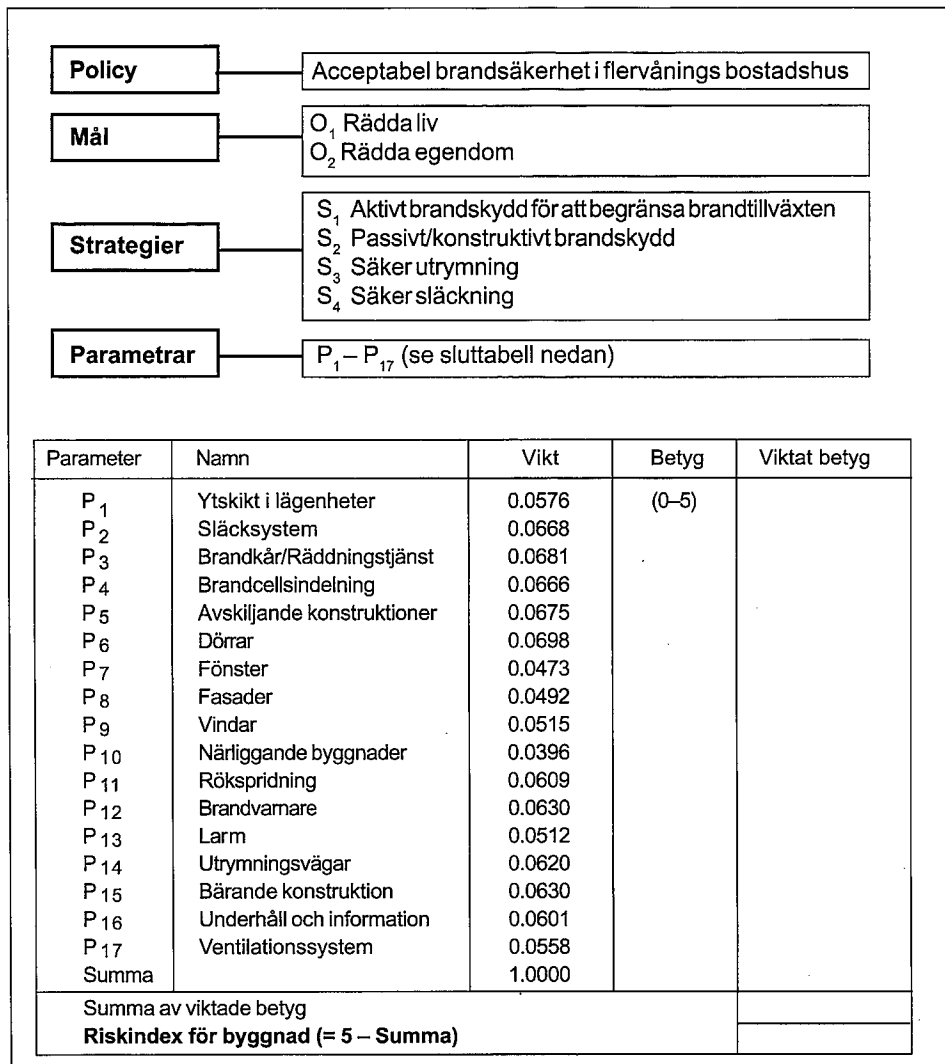 Policy
Acceptabel brandsäkerhet i flervånings bostadshus
Mål
O1 Rädda liv
O2 Rädda egendom
Strategier
S1 Aktivt brandskydd för att begränsa brandtillväxten
S2 Passivt/konstruktivt brandskydd
S3 Säker utrymning
S4 Säker släckning
Parametrar
P1 – P17 (se sluttabell nedan)
Parameter Namn Vikt Betyg Viktat betyg
P1 Ytskikt i lägenheter 0.0576 (0–5)
P2 Släcksystem 0.0668
P3 Brandkår/Räddningstjänst 0.0681
P4 Brandcellsindelning 0.0666
P5 Avskiljande konstruktioner 0.0675
P6 Dörrar 0.0698
P7 Fönster 0.0473
P8 Fasader 0.0492
P9 Vindar 0.0515
P10 Närliggande byggnader 0.0396
P11 Rökspridning 0.0609
P12 Brandvarnare 0.0630
P13 Larm 0.0512
P14 Utrymningsvägar 0.0620
P15 Bärande konstruktion 0.0630
P16 Underhåll och information 0.0601
P17 Ventilationssystem 0.0558
Summa 1.0000
Summa av viktade betyg
Riskindex för byggnad (= 5 – Summa)